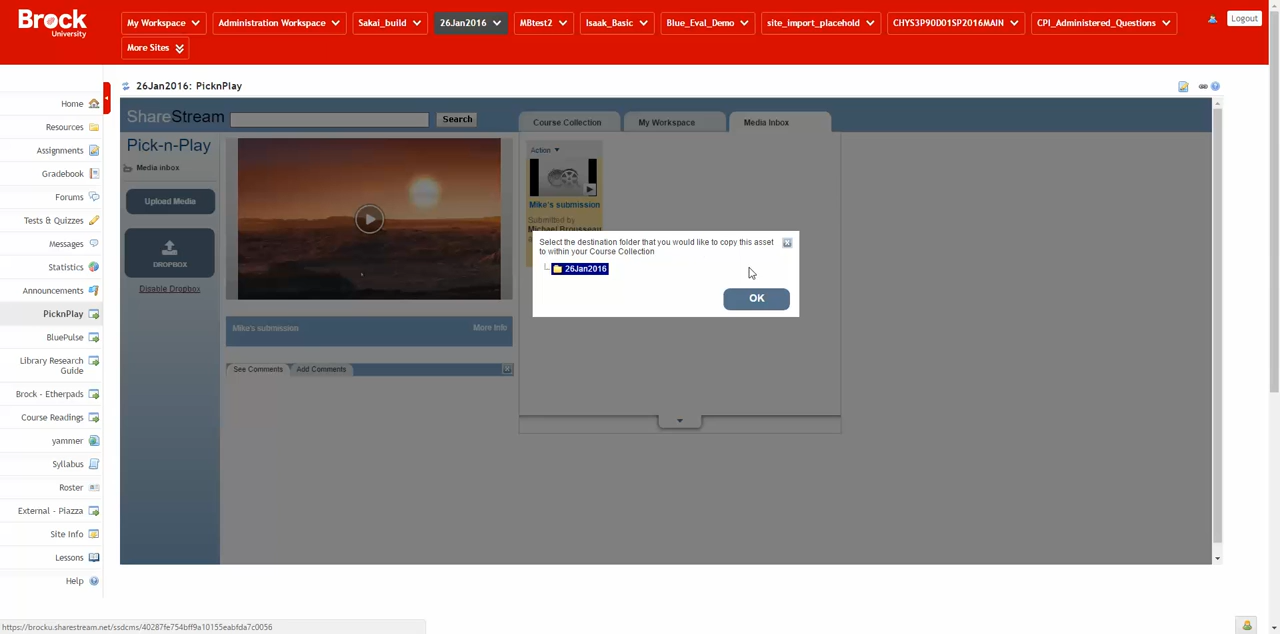 Brock
University
My Workspace
Administration Workspace
Sakai_build
26Jan2016
MBtest2
Isaak_Basic
Blue_Eval_Demo
site_import_placehold
CHYS3P90D01SP2016MAIN
CPI_Administered_Questions
Logout
More Sites
26Jan2016: PicknPlay
Home
Resources
Assignments
Gradebook
Forums
Tests & Quizzes
Messages
Statistics
Announcements
PicknPlay
BluePulse
Library Research
Guide
Brock - Etherpads
Course Readings
yammer
Syllabus
Roster
External - Piazza
Site Info
Lessons
Help
ShareStream
Search
Course Collection
My Workspace
Media Inbox
Pick-n-Play
Media inbox
Upload Media
DROPBOX
Disable Dropbox
Action
Mike's submission
Submitted by
Michael Brousseau
Select the destination folder that you would like to copy this asset
to within your Course Collection
26Jan2016
OK
Mike's submission
More Info
See Comments
Add Comments
https://brocku.sharestream.net/ssdcms/40287fe754bff9a10155eabfda7c0056